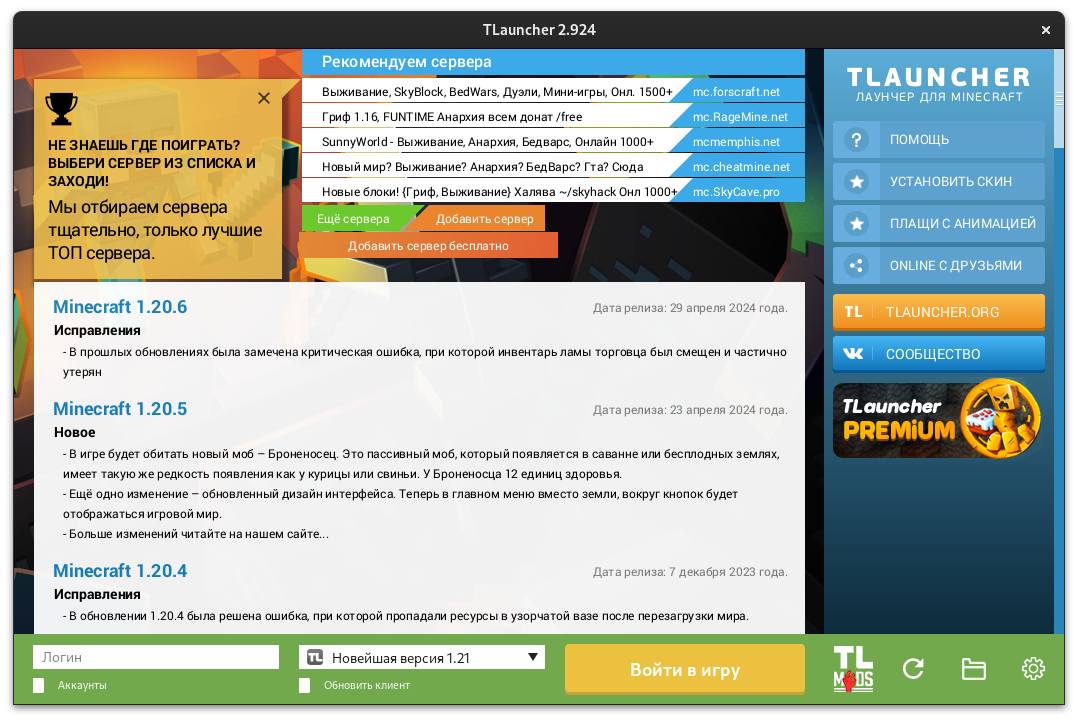 TLauncher 2.924
Рекомендуем сервера
Выживание, SkyBlock, BedWars, Дуэли, Мини-игры, Онл. 1500+ mc.forscraft.net
Гриф 1.16, FUNTIME Анархия всем донат /free mc.RageMine.net
SunnyWorld - Выживание, Анархия, Бедварс, Онлайн 1000+ mcmemphis.net
Новый мир? Выживание? Анархия? БедВарс? Гта? Сюда mc.cheatmine.net
Новые блоки! {Гриф, Выживание} Халява ~/skyhack Онл 1000+ mc.SkyCave.pro
Ещё сервера
Добавить сервер
Добавить сервер бесплатно
НЕ ЗНАЕШЬ ГДЕ ПОИГРАТЬ?
ВЫБЕРИ СЕРВЕР ИЗ СПИСКА И
ЗАХОДИ!
Мы отбираем сервера
тщательно, только лучшие
ТОП сервера.
Minecraft 1.20.6 Дата релиза: 29 апреля 2024 года.
Исправления
- В прошлых обновлениях была замечена критическая ошибка, при которой инвентарь ламы торговца был смещен и частично
утерян
Minecraft 1.20.5 Дата релиза: 23 апреля 2024 года.
Новое
- В игре будет обитать новый моб – Броненосец. Это пассивный моб, который появляется в саванне или бесплодных землях,
имеет такую же редкость появления как у курицы или свиньи. У Броненосца 12 единиц здоровья.
- Ещё одно изменение – обновленный дизайн интерфейса. Теперь в главном меню вместо земли, вокруг кнопок будет
отображаться игровой мир.
- Больше изменений читайте на нашем сайте...
Minecraft 1.20.4 Дата релиза: 7 декабря 2023 года.
Исправления
- В обновлении 1.20.4 была решена ошибка, при которой пропадали ресурсы в узорчатой вазе после перезагрузки мира.
TLAUNCHER
ЛАУНЧЕР ДЛЯ MINECRAFT
ПОМОЩЬ
УСТАНОВИТЬ СКИН
ПЛАЩИ С АНИМАЦИЕЙ
ONLINE С ДРУЗЬЯМИ
TL TLAUNCHER.ORG
СООБЩЕСТВО
TLauncher
PREMiUM
Логин
Аккаунты
TL Новейшая версия 1.21
Обновить клиент
Войти в игру
TL
MODS